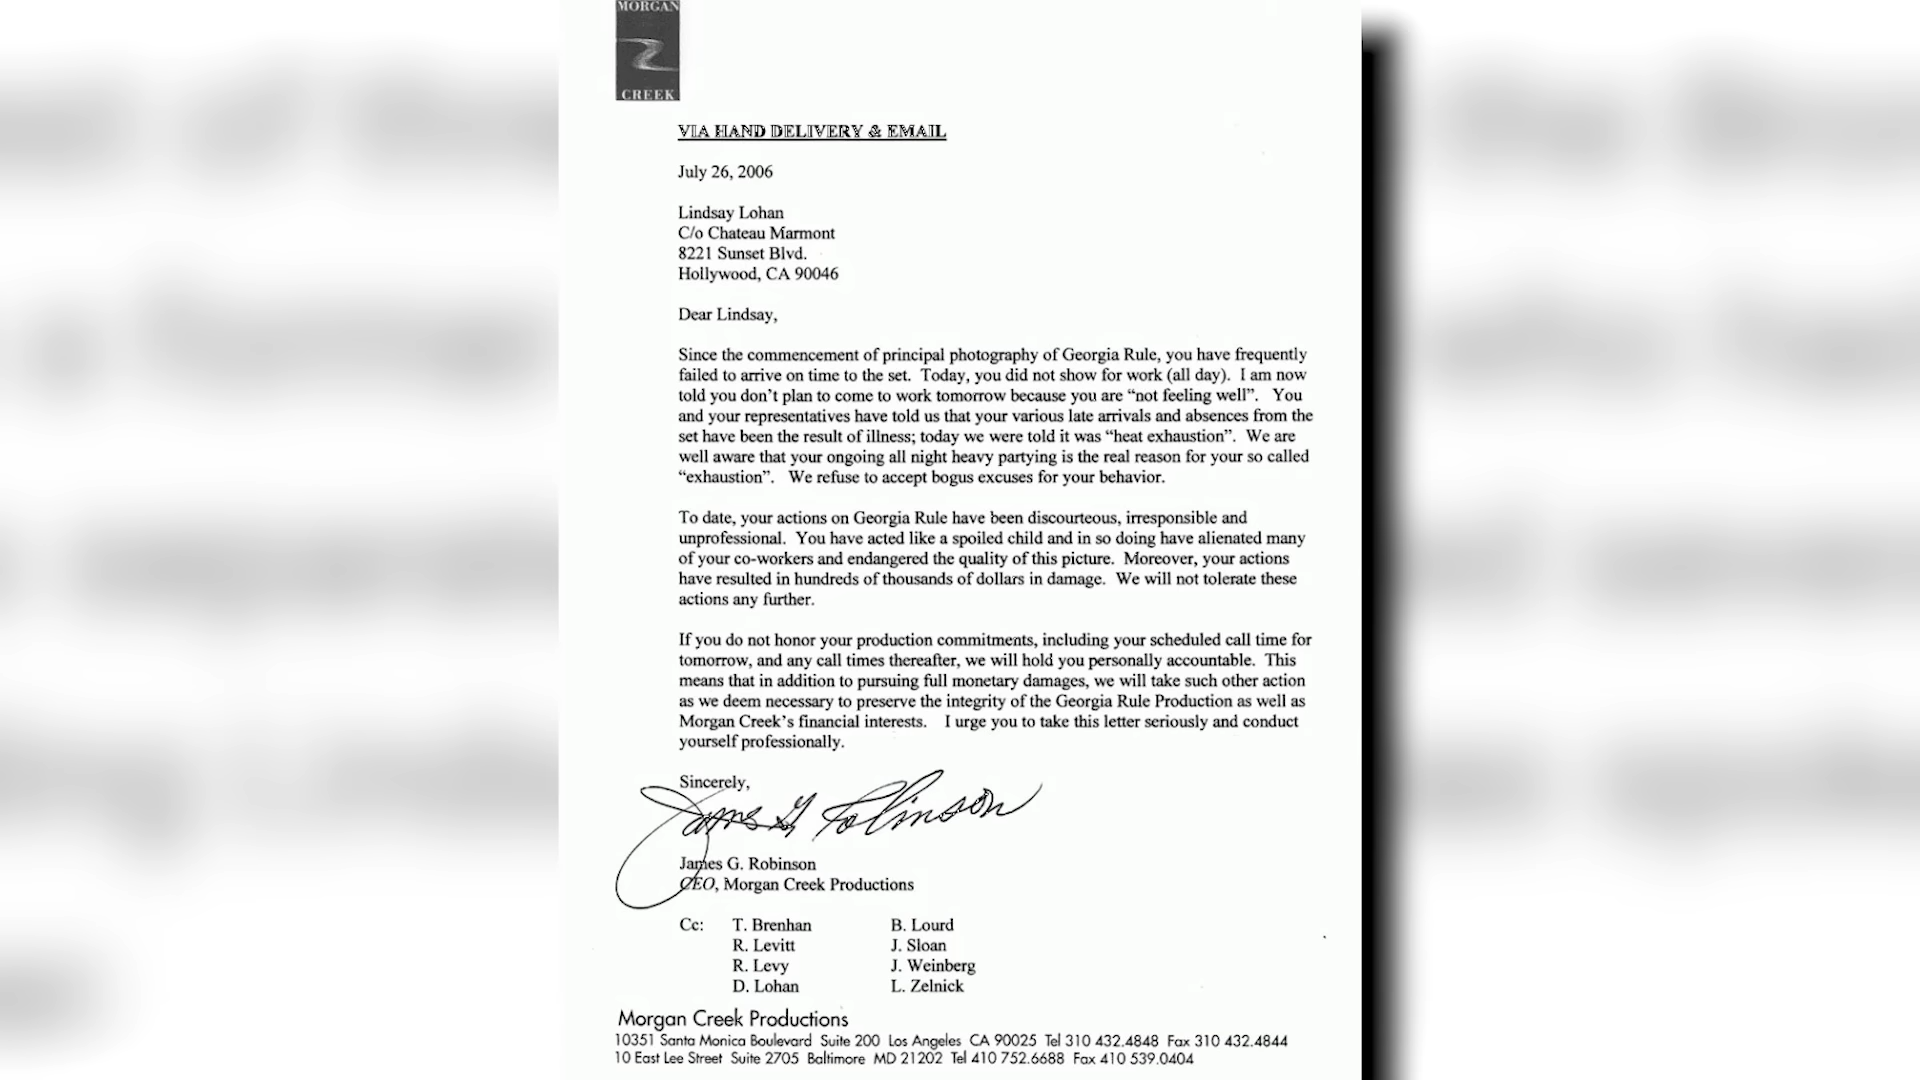 MORGAN
CREEK
VIA HAND DELIVERY & EMAIL
July 26, 2006
Lindsay Lohan
C/o Chateau Marmont
8221 Sunset Blvd.
Hollywood, CA 90046
Dear Lindsay,
Since the commencement of principal photography of Georgia Rule, you have frequently
failed to arrive on time to the set. Today, you did not show for work (all day). I am now
told you don’t plan to come to work tomorrow because you are “not feeling well”. You
and your representatives have told us that your various late arrivals and absences from the
set have been the result of illness; today we were told it was “heat exhaustion”. We are
well aware that your ongoing all night heavy partying is the real reason for your so called
“exhaustion”. We refuse to accept bogus excuses for your behavior.
To date, your actions on Georgia Rule have been discourteous, irresponsible and
unprofessional. You have acted like a spoiled child and in so doing have alienated many
of your co-workers and endangered the quality of this picture. Moreover, your actions
have resulted in hundreds of thousands of dollars in damage. We will not tolerate these
actions any further.
If you do not honor your production commitments, including your scheduled call time for
tomorrow, and any call times thereafter, we will hold you personally accountable. This
means that in addition to pursuing full monetary damages, we will take such other action
as we deem necessary to preserve the integrity of the Georgia Rule Production as well as
Morgan Creek’s financial interests. I urge you to take this letter seriously and conduct
yourself professionally.
Sincerely,
James G Robinson
James G. Robinson
CEO, Morgan Creek Productions
Cc: T. Brenhan B. Lourd
R. Levitt J. Sloan
R. Levy J. Weinberg
D. Lohan L. Zelnick
Morgan Creek Productions
10351 Santa Monica Boulevard Suite 200 Los Angeles CA 90025 Tel 310 432.4848 Fax 310 432.4844
10 East Lee Street Suite 2705 Baltimore MD 21202 Tel 410 752.6688 Fax 410 539.0404